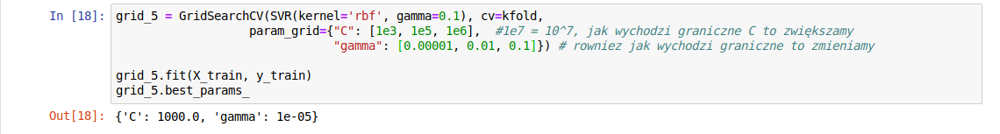 In [18]: grid_5 = GridSearchCV(SVR(kernel='rbf', gamma=0.1), cv=kfold,
param_grid={"C": [1e3, 1e5, 1e6],  #1e7 = 10^7, jak wychodzi graniczne C to zwiększamy
"gamma": [0.00001, 0.01, 0.1]}) # rowniez jak wychodzi graniczne to zmieniamy
grid_5.fit(X_train, y_train)
grid_5.best_params_
Out[18]: {'C': 1000.0, 'gamma': 1e-05}